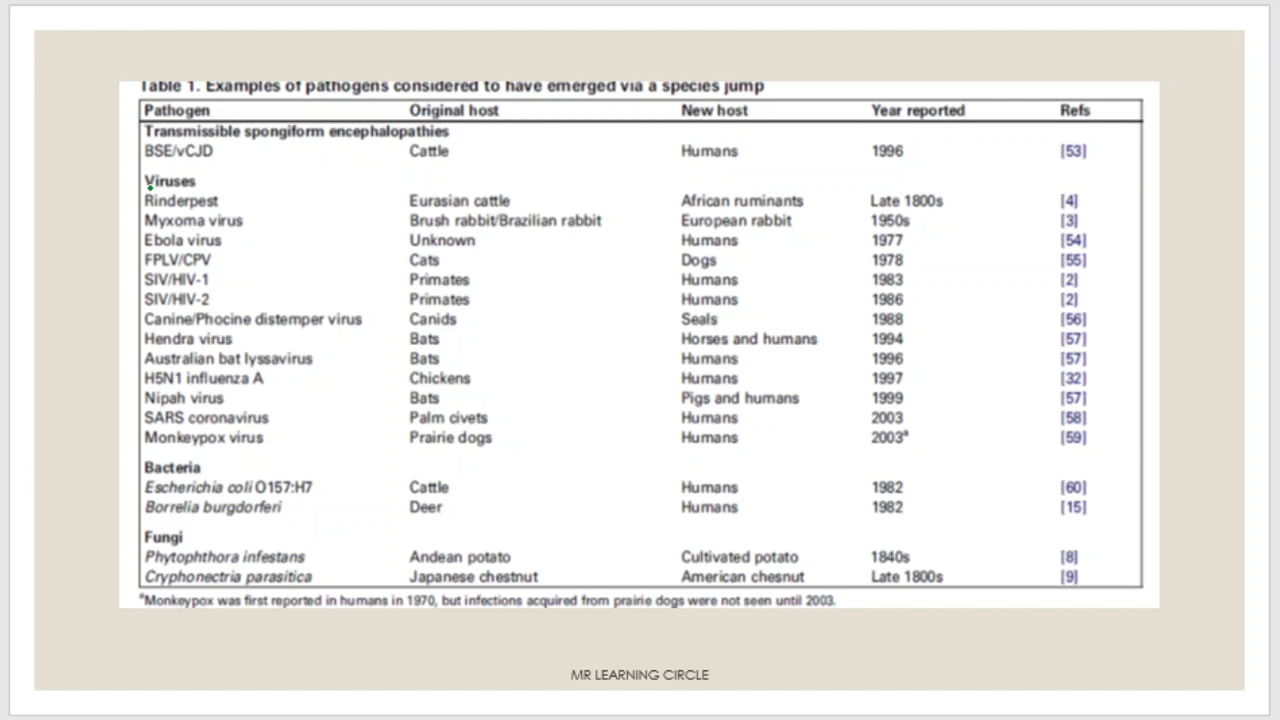 Table 1. Examples of pathogens considered to have emerged via a species jump
Pathogen Original host New host Year reported Refs
Transmissible spongiform encephalopathies
BSE/vCJD Cattle Humans 1996 [53]
Viruses
Rinderpest Eurasian cattle African ruminants Late 1800s [4]
Myxoma virus Brush rabbit/Brazilian rabbit European rabbit 1950s [3]
Ebola virus Unknown Humans 1977 [54]
FPLV/CPV Cats Dogs 1978 [55]
SIV/HIV-1 Primates Humans 1983 [2]
SIV/HIV-2 Primates Humans 1986 [2]
Canine/Phocine distemper virus Canids Seals 1988 [56]
Hendra virus Bats Horses and humans 1994 [57]
Australian bat lyssavirus Bats Humans 1996 [57]
H5N1 influenza A Chickens Humans 1997 [32]
Nipah virus Bats Pigs and humans 1999 [57]
SARS coronavirus Palm civets Humans 2003 [58]
Monkeypox virus Prairie dogs Humans 2003ᵃ [59]
Bacteria
Escherichia coli O157:H7 Cattle Humans 1982 [60]
Borrelia burgdorferi Deer Humans 1982 [15]
Fungi
Phytophthora infestans Andean potato Cultivated potato 1840s [8]
Cryphonectria parasitica Japanese chestnut American chesnut Late 1800s [9]
ᵃMonkeypox was first reported in humans in 1970, but infections acquired from prairie dogs were not seen until 2003.
MR LEARNING CIRCLE